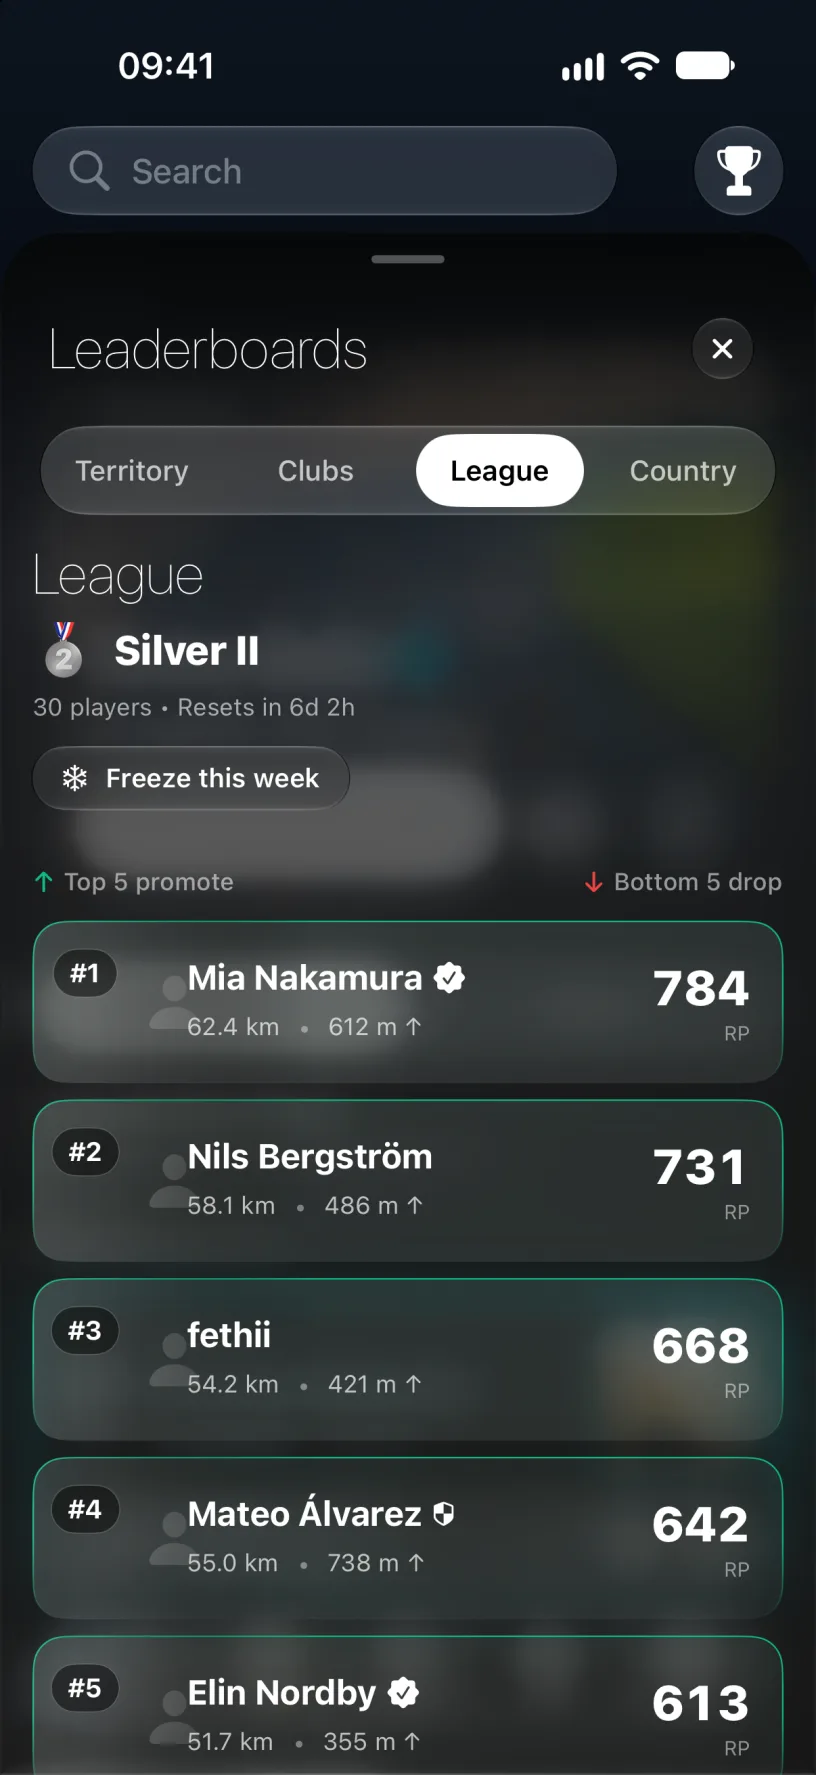 09:41
Search
Leaderboards
Territory Clubs League Country
League
2 Silver II
30 players • Resets in 6d 2h
Freeze this week
↑ Top 5 promote ↓ Bottom 5 drop
#1 Mia Nakamura 784
62.4 km • 612 m ↑ RP
#2 Nils Bergström 731
58.1 km • 486 m ↑ RP
#3 fethii 668
54.2 km • 421 m ↑ RP
#4 Mateo Álvarez 642
55.0 km • 738 m ↑ RP
#5 Elin Nordby 613
51.7 km • 355 m ↑ RP